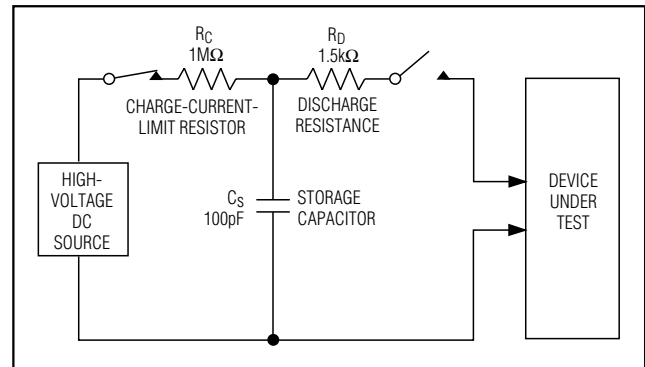 R_C
1MΩ
CHARGE-CURRENT-
LIMIT RESISTOR
R_D
1.5kΩ
DISCHARGE
RESISTANCE
HIGH-
VOLTAGE
DC
SOURCE
C_S
100pF
STORAGE
CAPACITOR
DEVICE
UNDER
TEST